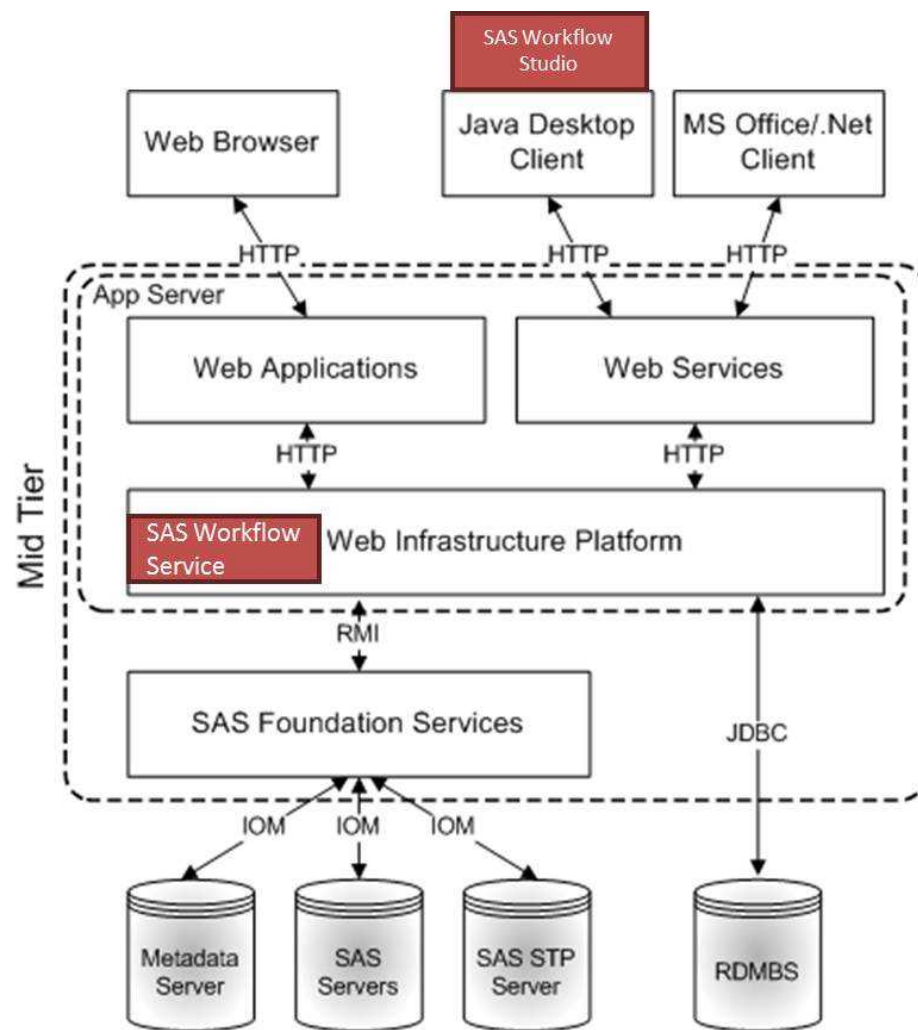 SAS Workflow
Studio
Web Browser
Java Desktop
Client
MS Office/.Net
Client
HTTP
HTTP
HTTP
App Server
Web Applications
Web Services
HTTP
HTTP
Mid Tier
SAS Workflow
Service
Web Infrastructure Platform
RMI
SAS Foundation Services
JDBC
IOM
IOM
IOM
Metadata
Server
SAS
Servers
SAS STP
Server
RDMBS